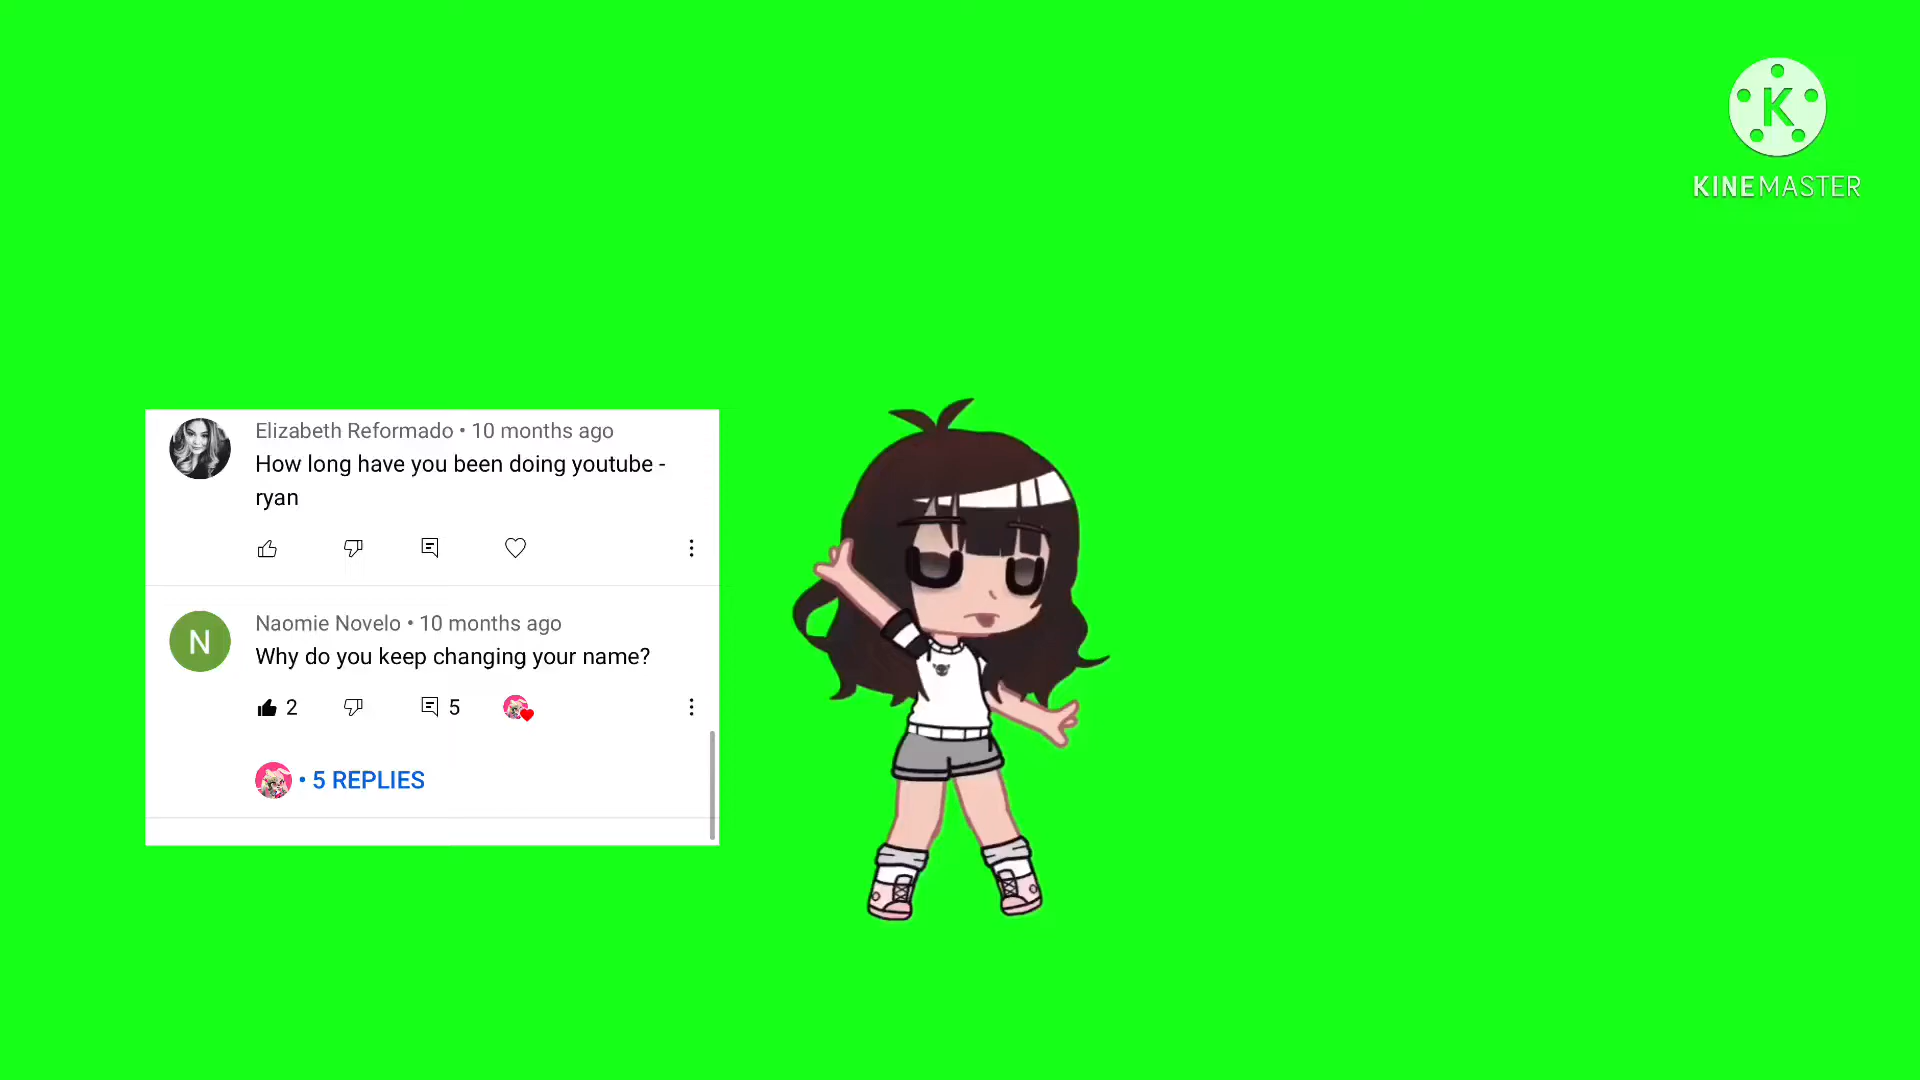 K
KINEMASTER
Elizabeth Reformado • 10 months ago
How long have you been doing youtube -
ryan
N
Naomie Novelo • 10 months ago
Why do you keep changing your name?
2
5
• 5 REPLIES